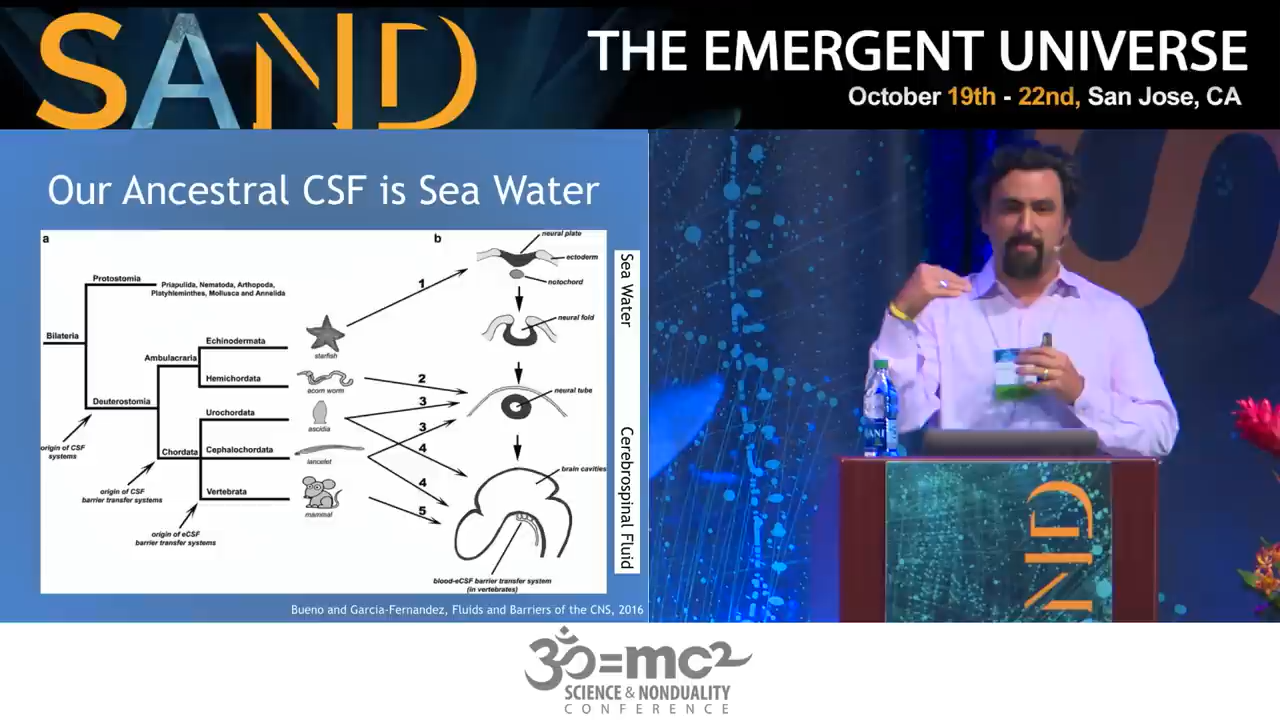 SAND
THE EMERGENT UNIVERSE
October 19th - 22nd, San Jose, CA
Our Ancestral CSF is Sea Water
a
b
Bilateria
Protostomia
Priapulida, Nematoda, Arthopoda,
Platyhleminthes, Mollusca and Annelida
Deuterostomia
Ambulacraria
Echinodermata
starfish
Hemichordata
acorn worm
Chordata
Urochordata
ascidia
Cephalochordata
lancelet
Vertebrata
mammal
origin of CSF
systems
origin of CSF
barrier transfer systems
origin of eCSF
barrier transfer systems
1
2
3
3
4
4
5
neural plate
ectoderm
notochord
neural fold
neural tube
brain cavities
blood-eCSF barrier transfer system
(in vertebrates)
Sea Water
Cerebrospinal Fluid
Bueno and Garcia-Fernandez, Fluids and Barriers of the CNS, 2016
ND
ॐ=mc²
SCIENCE & NONDUALITY
CONFERENCE